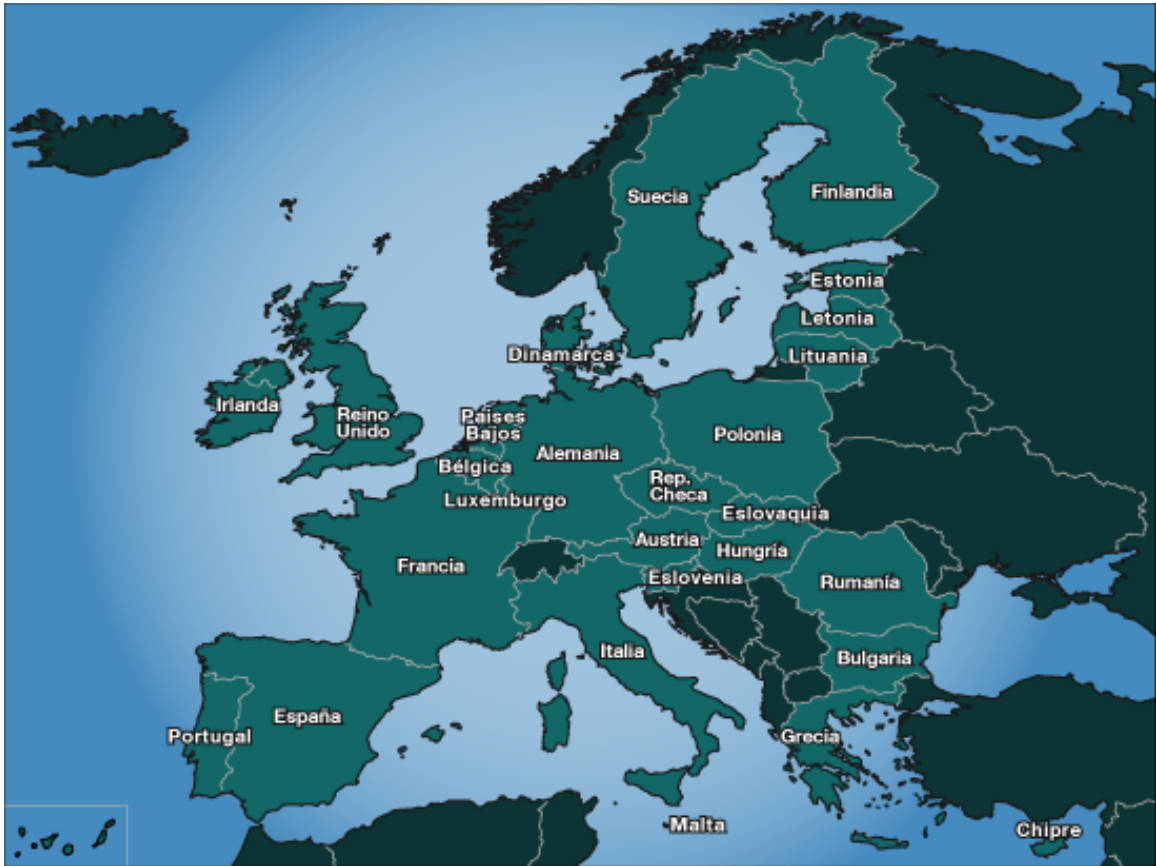 Suecia
Finlandia
Estonia
Letonia
Dinamarca
Lituania
Irlanda
Reino
Unido
Países
Bajos
Polonia
Alemania
Bélgica
Rep.
Checa
Luxemburgo
Eslovaquia
Austria
Hungría
Francia
Eslovenia
Rumanía
Italia
Bulgaria
España
Portugal
Grecia
Malta
Chipre